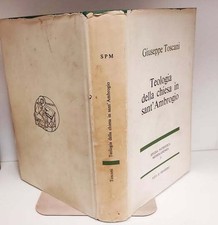 SPM
Toscani
Teologia della chiesa in sant'Ambrogio
Giuseppe Toscani
Teologia
della chiesa in
sant'Ambrogio